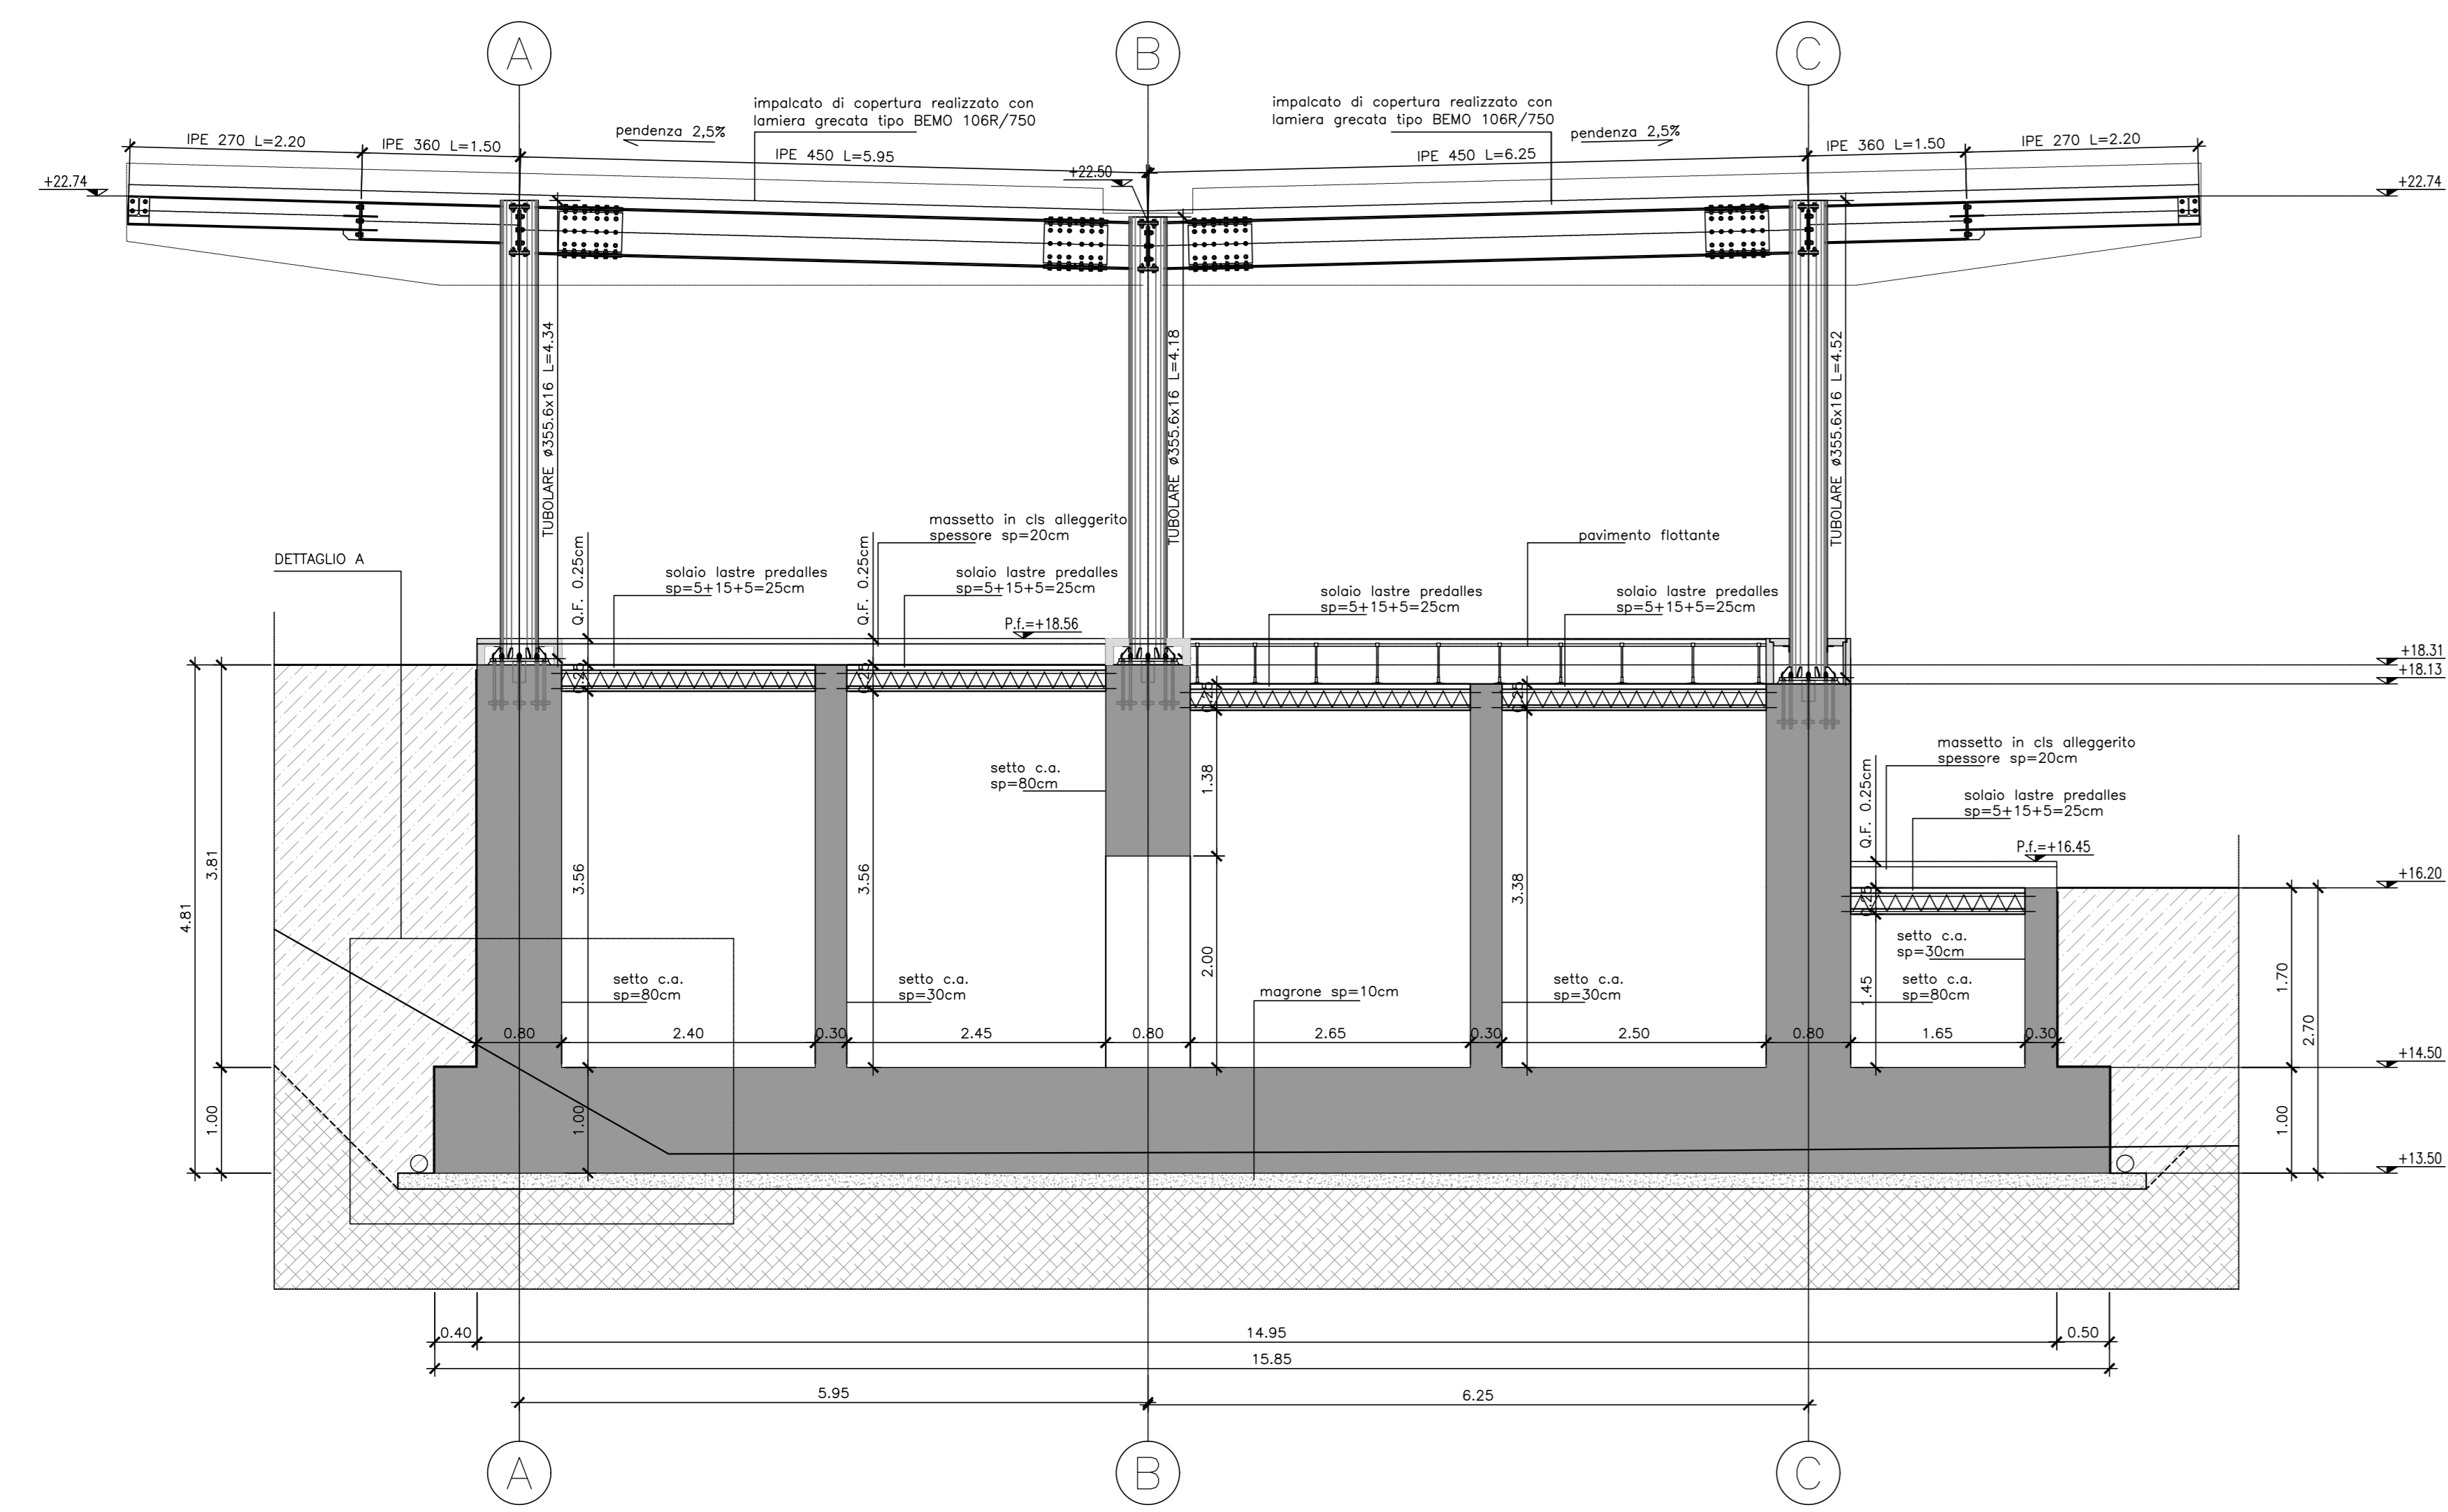 A
B
C
impalcato di copertura realizzato con
lamiera grecata tipo BEMO 106R/750
impalcato di copertura realizzato con
lamiera grecata tipo BEMO 106R/750
pendenza 2,5%
pendenza 2,5%
IPE 270 L=2.20
IPE 360 L=1.50
IPE 450 L=5.95
IPE 450 L=6.25
IPE 360 L=1.50
IPE 270 L=2.20
+22.74
+22.50
+22.74
TUBOLARE ø355.6x16 L=4.34
TUBOLARE ø355.6x16 L=4.18
TUBOLARE ø355.6x16 L=4.52
DETTAGLIO A
Q.F. 0.25cm
solaio lastre predalles
sp=5+15+5=25cm
Q.F. 0.25cm
massetto in cls alleggerito
spessore sp=20cm
solaio lastre predalles
sp=5+15+5=25cm
P.f.=+18.56
pavimento flottante
solaio lastre predalles
sp=5+15+5=25cm
solaio lastre predalles
sp=5+15+5=25cm
+18.31
+18.13
0.25
0.25
0.25
0.25
setto c.a.
sp=80cm
1.38
massetto in cls alleggerito
spessore sp=20cm
Q.F. 0.25cm
solaio lastre predalles
sp=5+15+5=25cm
P.f.=+16.45
+16.20
0.25
4.81
3.81
3.56
3.56
3.38
2.00
setto c.a.
sp=30cm
setto c.a.
sp=80cm
setto c.a.
sp=30cm
magrone sp=10cm
setto c.a.
sp=30cm
setto c.a.
sp=80cm
1.45
1.70
2.70
0.80
2.40
0.30
2.45
0.80
2.65
0.30
2.50
0.80
1.65
0.30
+14.50
1.00
1.00
1.00
+13.50
0.40
14.95
0.50
15.85
5.95
6.25
A
B
C